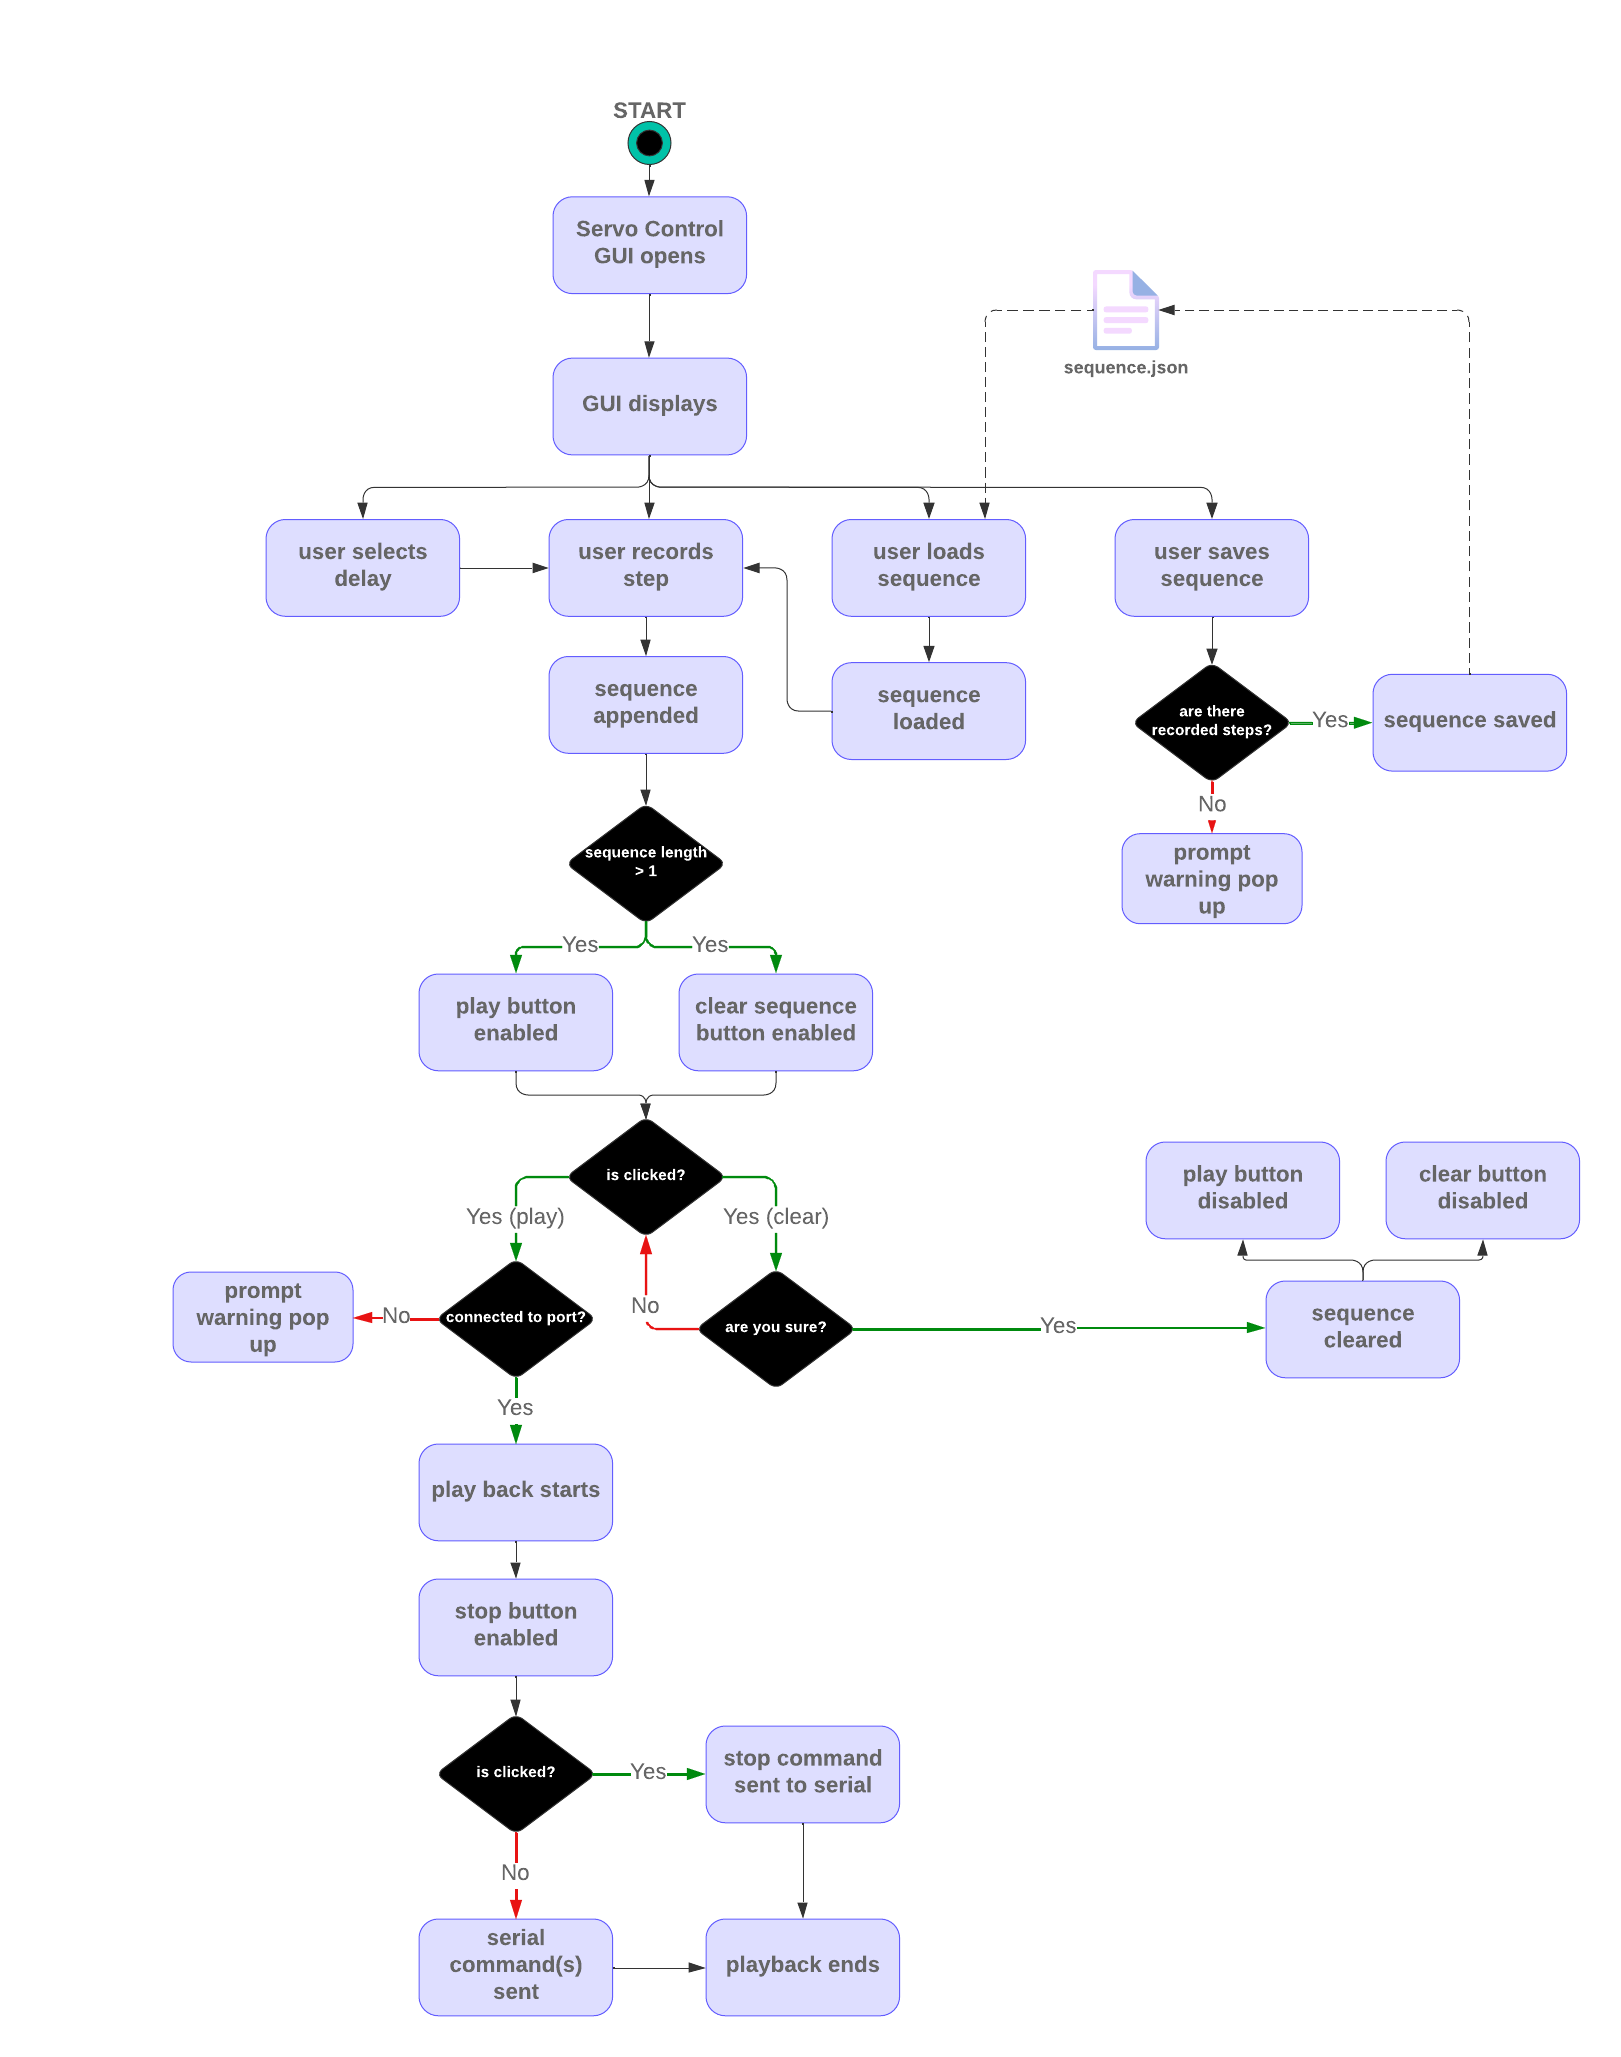 START
Servo Control
GUI opens
sequence.json
GUI displays
user selects
delay
user records
step
user loads
sequence
user saves
sequence
sequence
appended
sequence
loaded
are there
recorded steps?
Yes
sequence saved
No
prompt
warning pop
up
sequence length
> 1
Yes
Yes
play button
enabled
clear sequence
button enabled
is clicked?
Yes (play)
Yes (clear)
play button
disabled
clear button
disabled
prompt
warning pop
up
No
connected to port?
No
are you sure?
Yes
sequence
cleared
Yes
play back starts
stop button
enabled
is clicked?
Yes
stop command
sent to serial
No
serial
command(s)
sent
playback ends